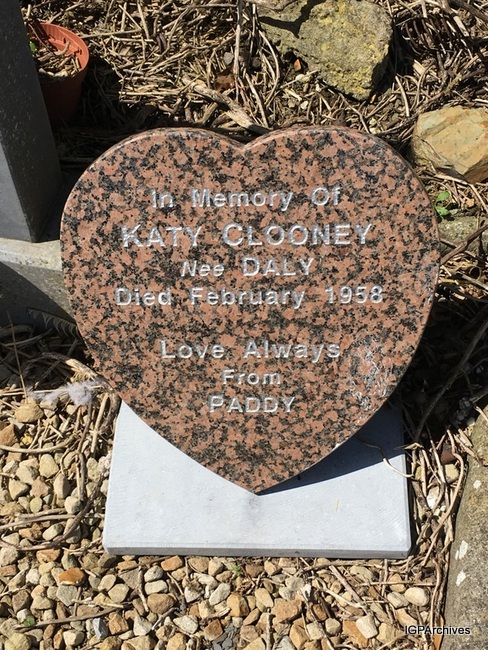 In Memory Of
KATY CLOONEY
Nee DALY
Died February 1958
Love Always
From
PADDY
IGPArchives